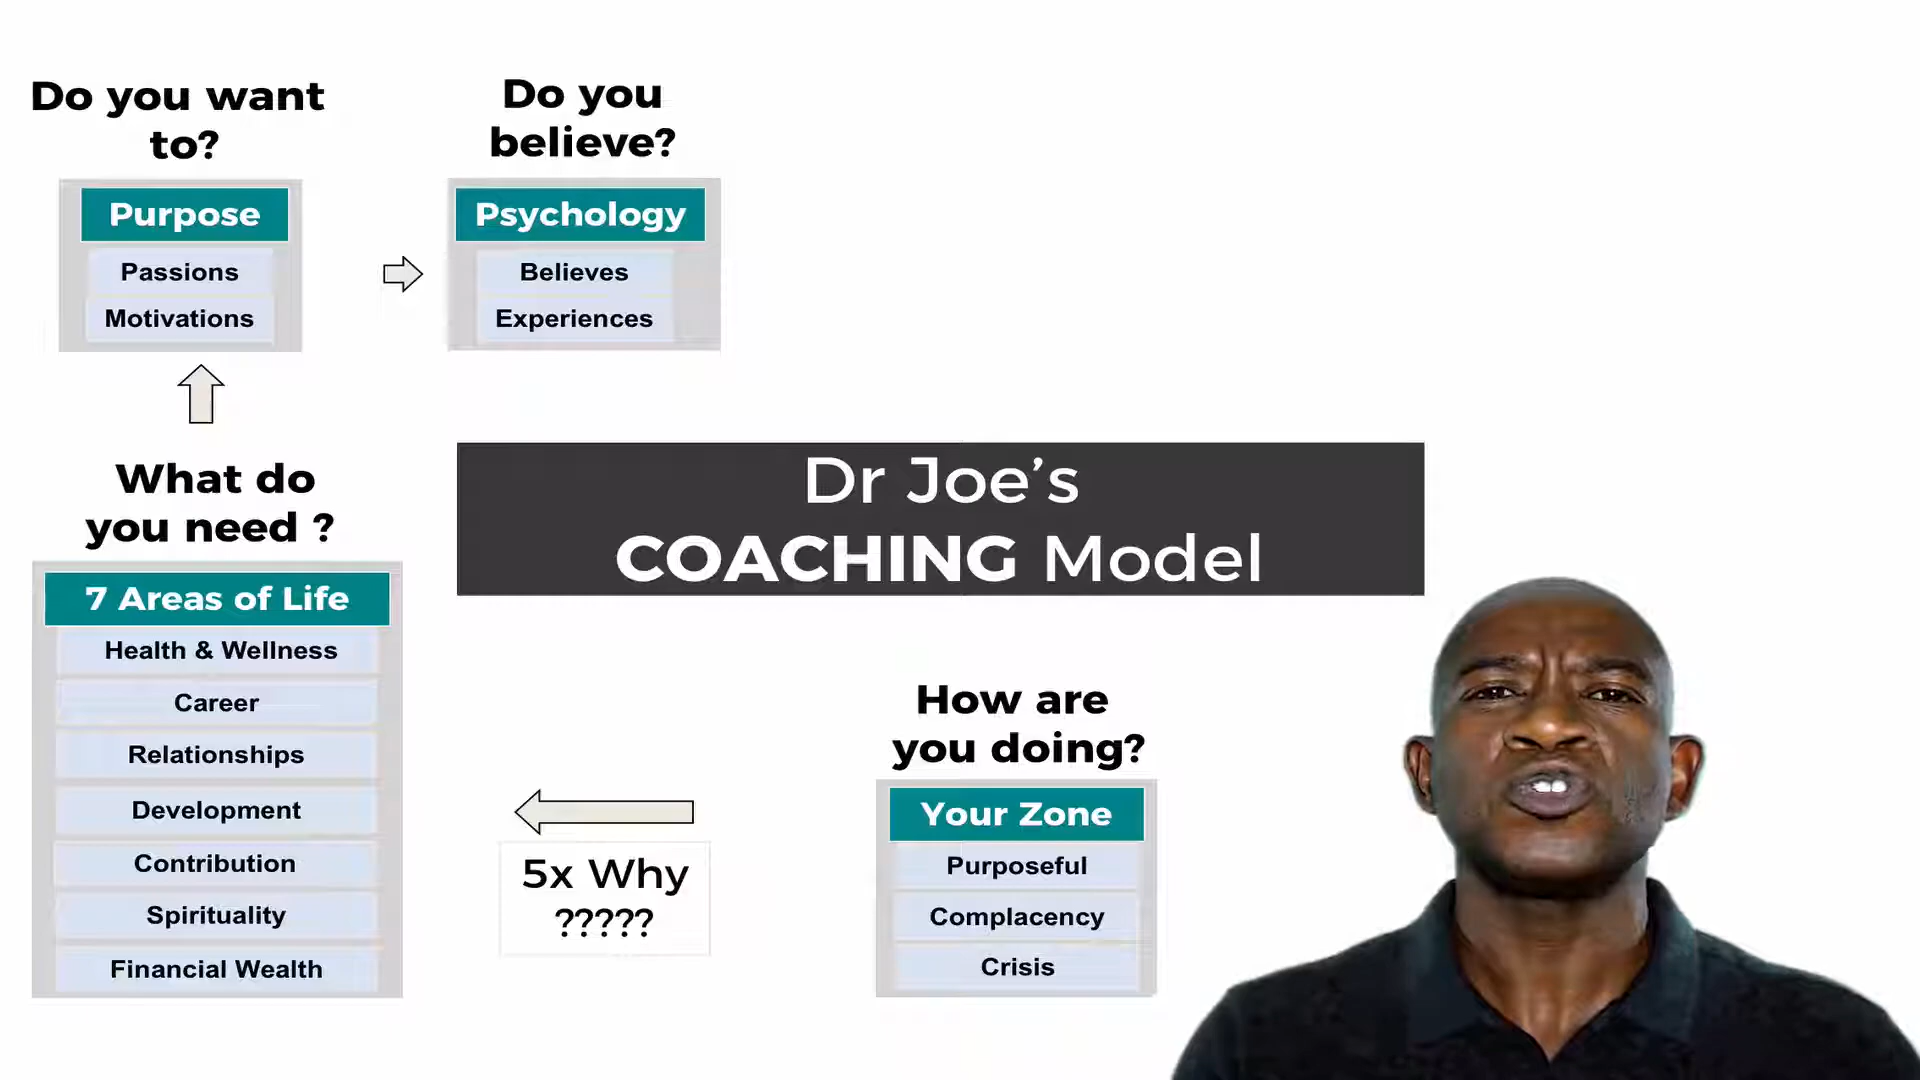 Do you want
to?
Purpose
Passions
Motivations
Do you
believe?
Psychology
Believes
Experiences
What do
you need ?
7 Areas of Life
Health & Wellness
Career
Relationships
Development
Contribution
Spirituality
Financial Wealth
Dr Joe’s
COACHING Model
5x Why
?????
How are
you doing?
Your Zone
Purposeful
Complacency
Crisis